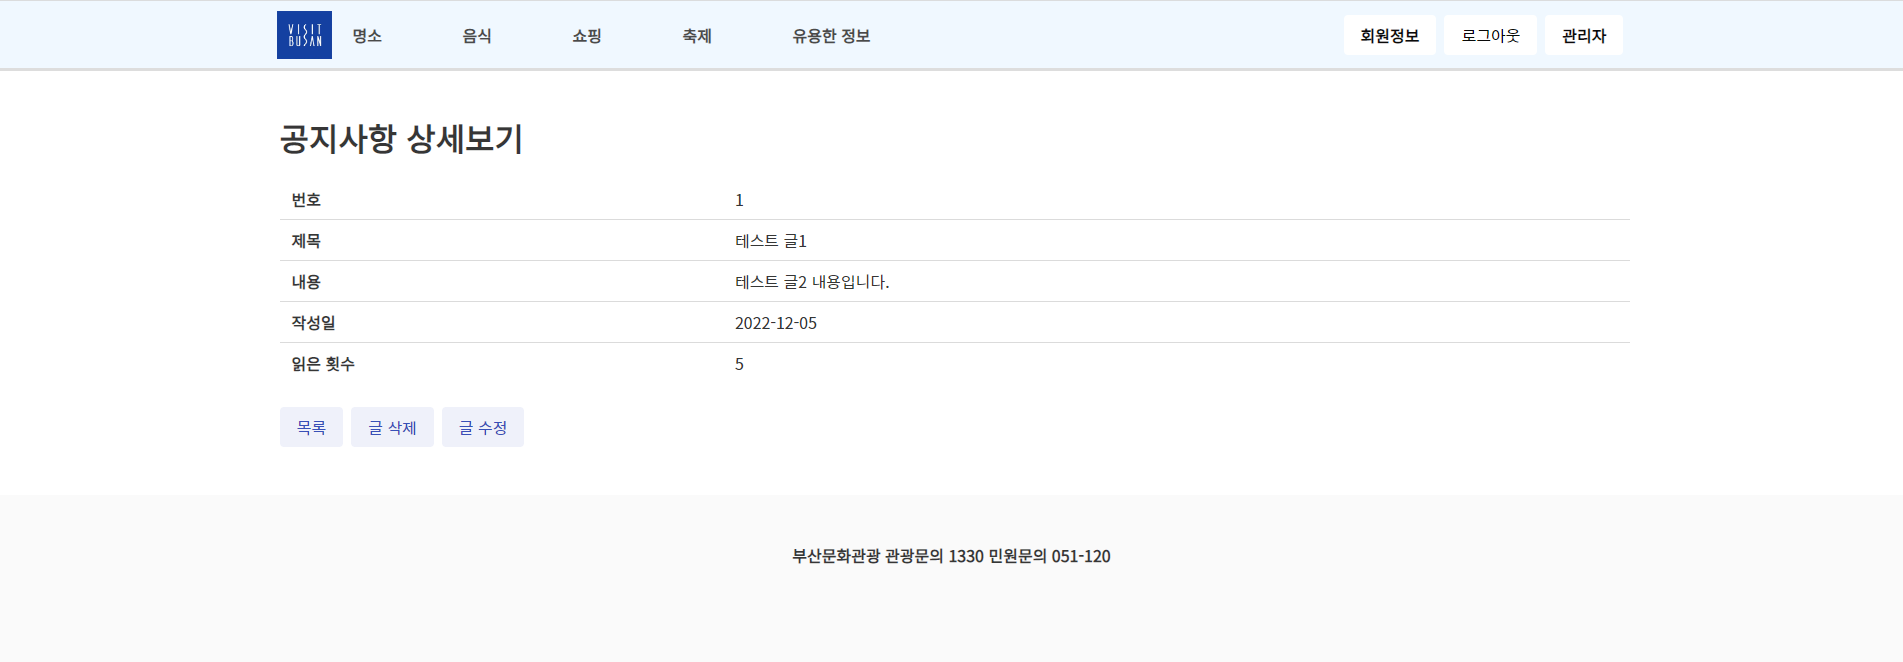 VISIT
BUSAN
명소 음식 쇼핑 축제 유용한 정보 회원정보 로그아웃 관리자
공지사항 상세보기
번호 1
제목 테스트 글1
내용 테스트 글2 내용입니다.
작성일 2022-12-05
읽은 횟수 5
목록 글 삭제 글 수정
부산문화관광 관광문의 1330 민원문의 051-120